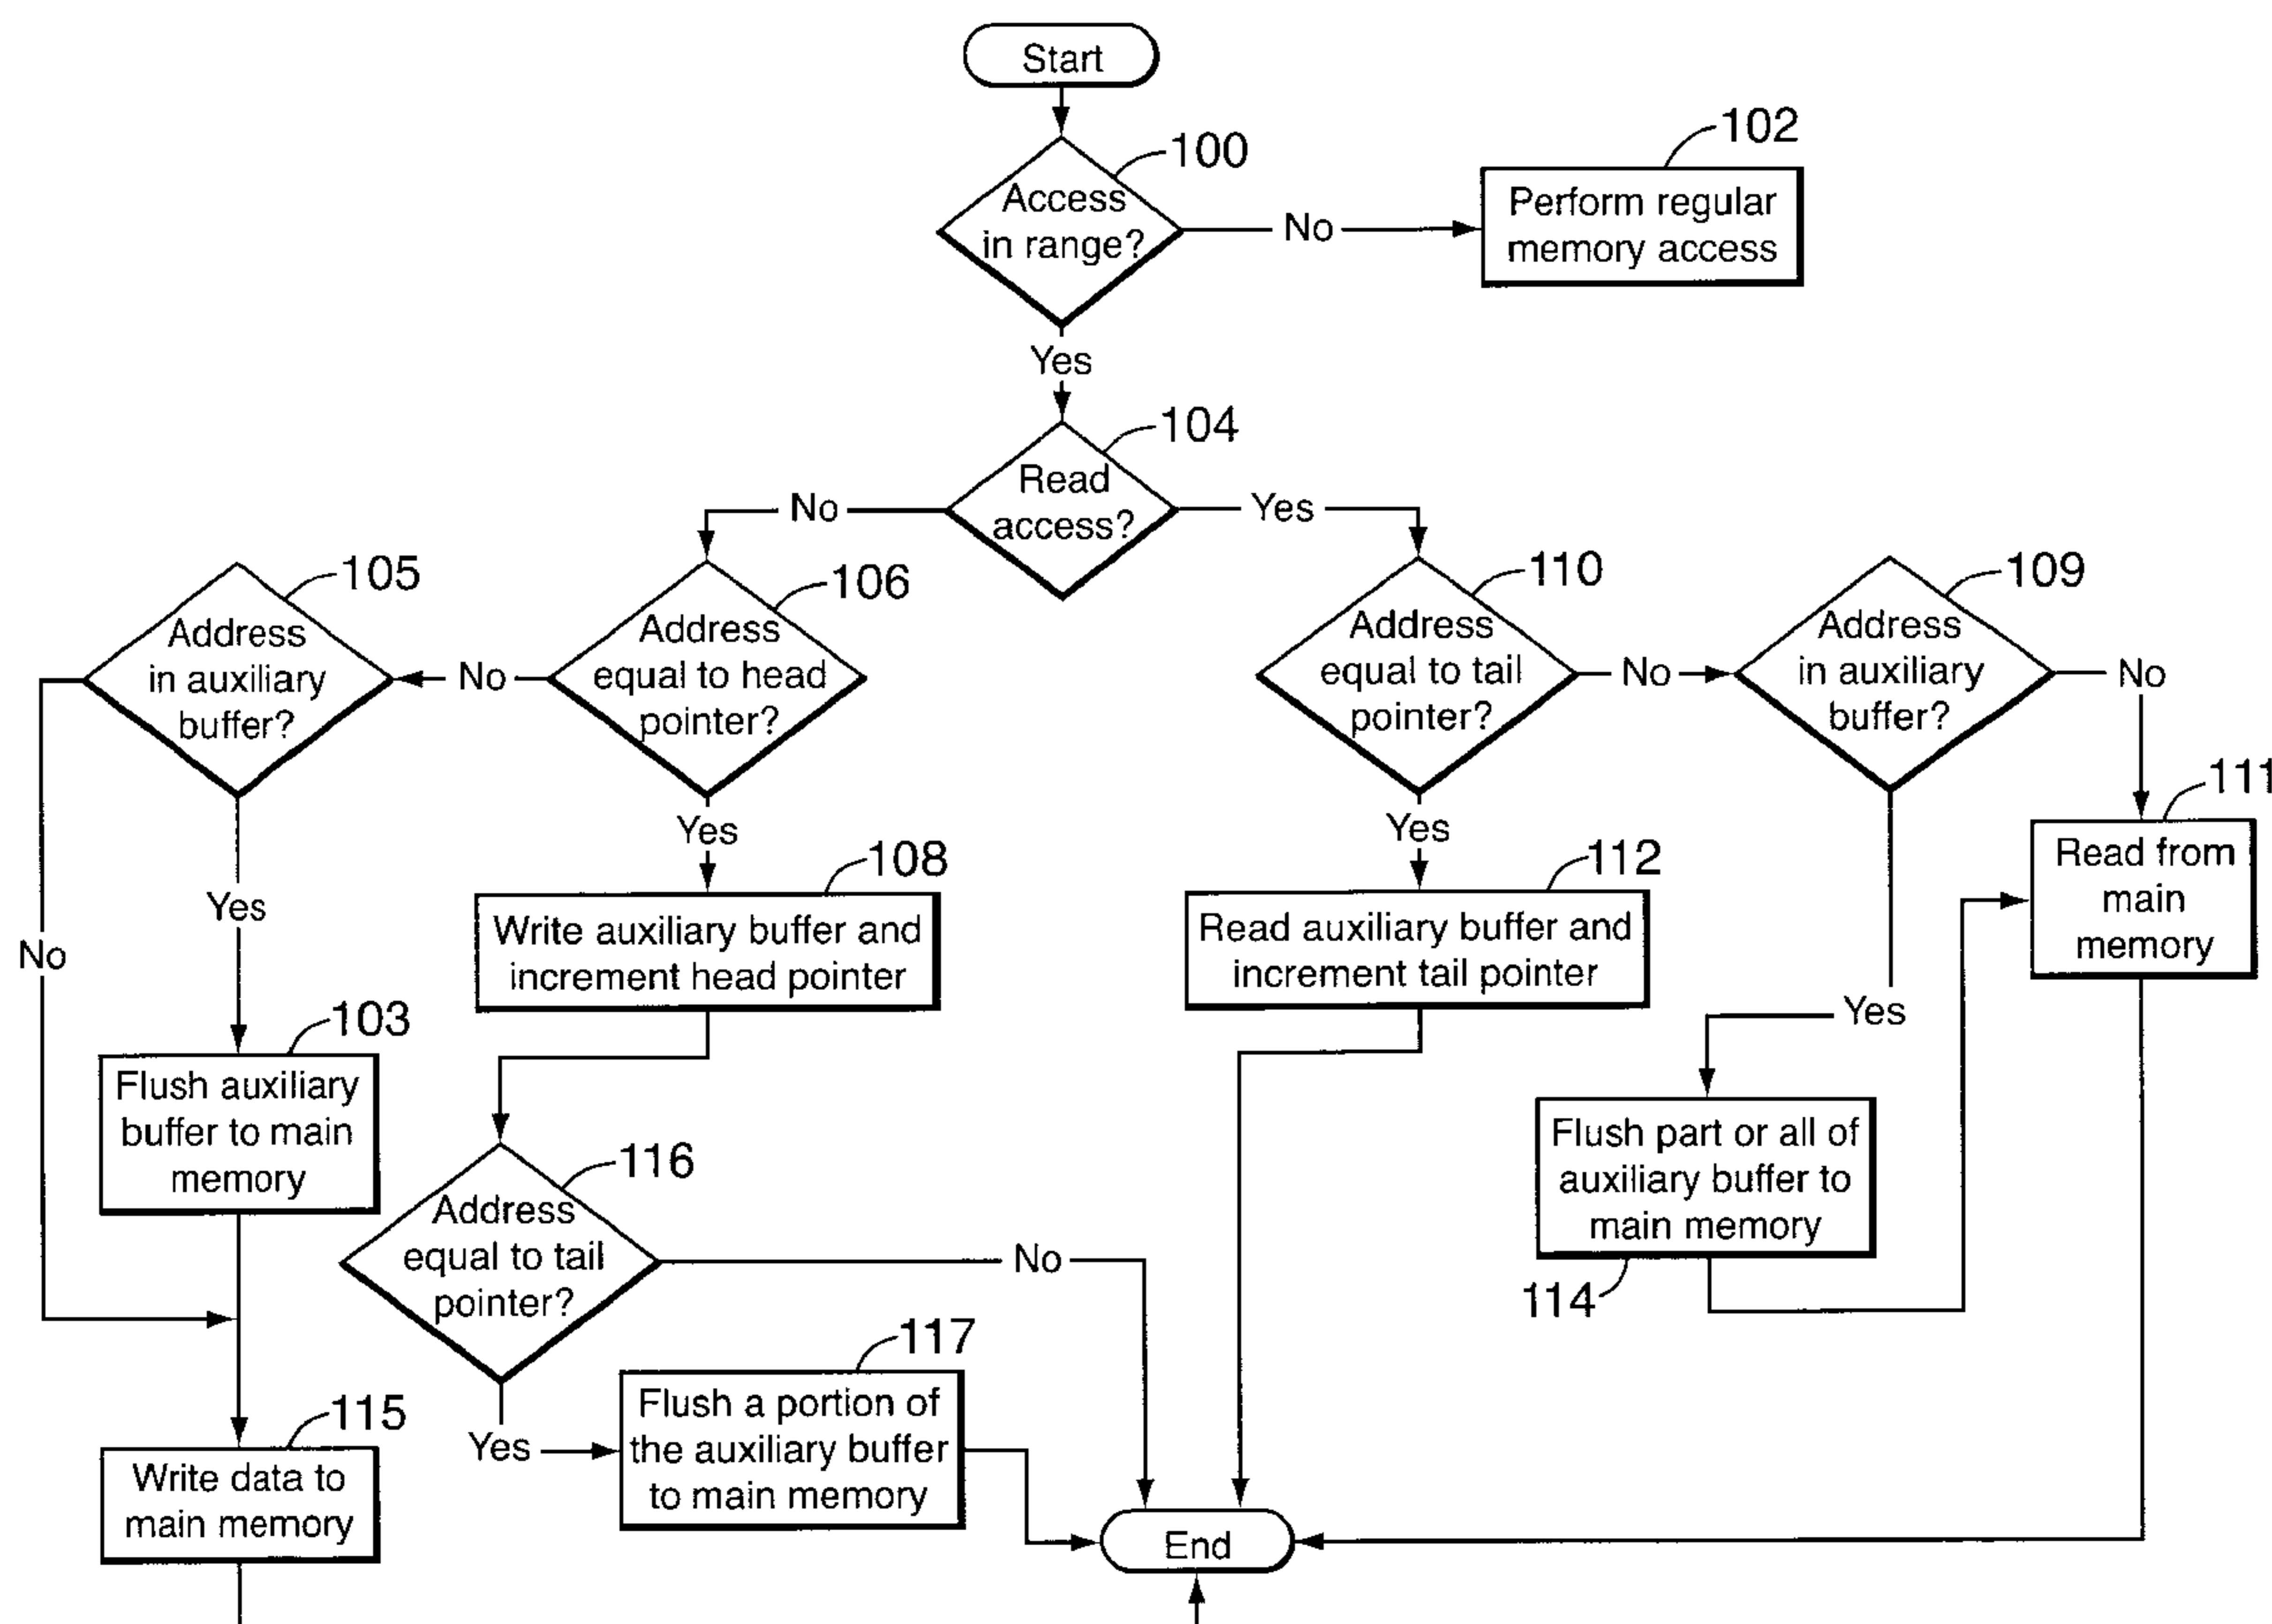 Start
100
102
Access
in range?
No
Perform regular
memory access
Yes
104
Read
access?
No
Yes
105
106
110
109
Address
in auxiliary
buffer?
No
Address
equal to head
pointer?
Address
equal to tail
pointer?
No
Address
in auxiliary
buffer?
No
111
Yes
Yes
Yes
108
112
Read from
main
memory
No
Write auxiliary buffer and
increment head pointer
Read auxiliary buffer and
increment tail pointer
Yes
103
Flush auxiliary
buffer to main
memory
116
Address
equal to tail
pointer?
No
Flush part or all of
auxiliary buffer to
main memory
114
117
115
Yes
Flush a portion of
the auxiliary buffer
to main memory
Write data to
main memory
End